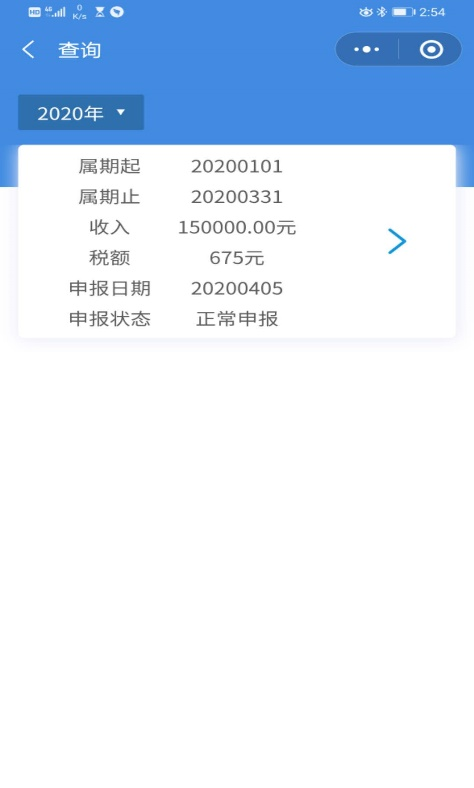 HD 4G 0 K/s 2:54
查询
2020年
属期起 20200101
属期止 20200331
收入 150000.00元
税额 675元
申报日期 20200405
申报状态 正常申报